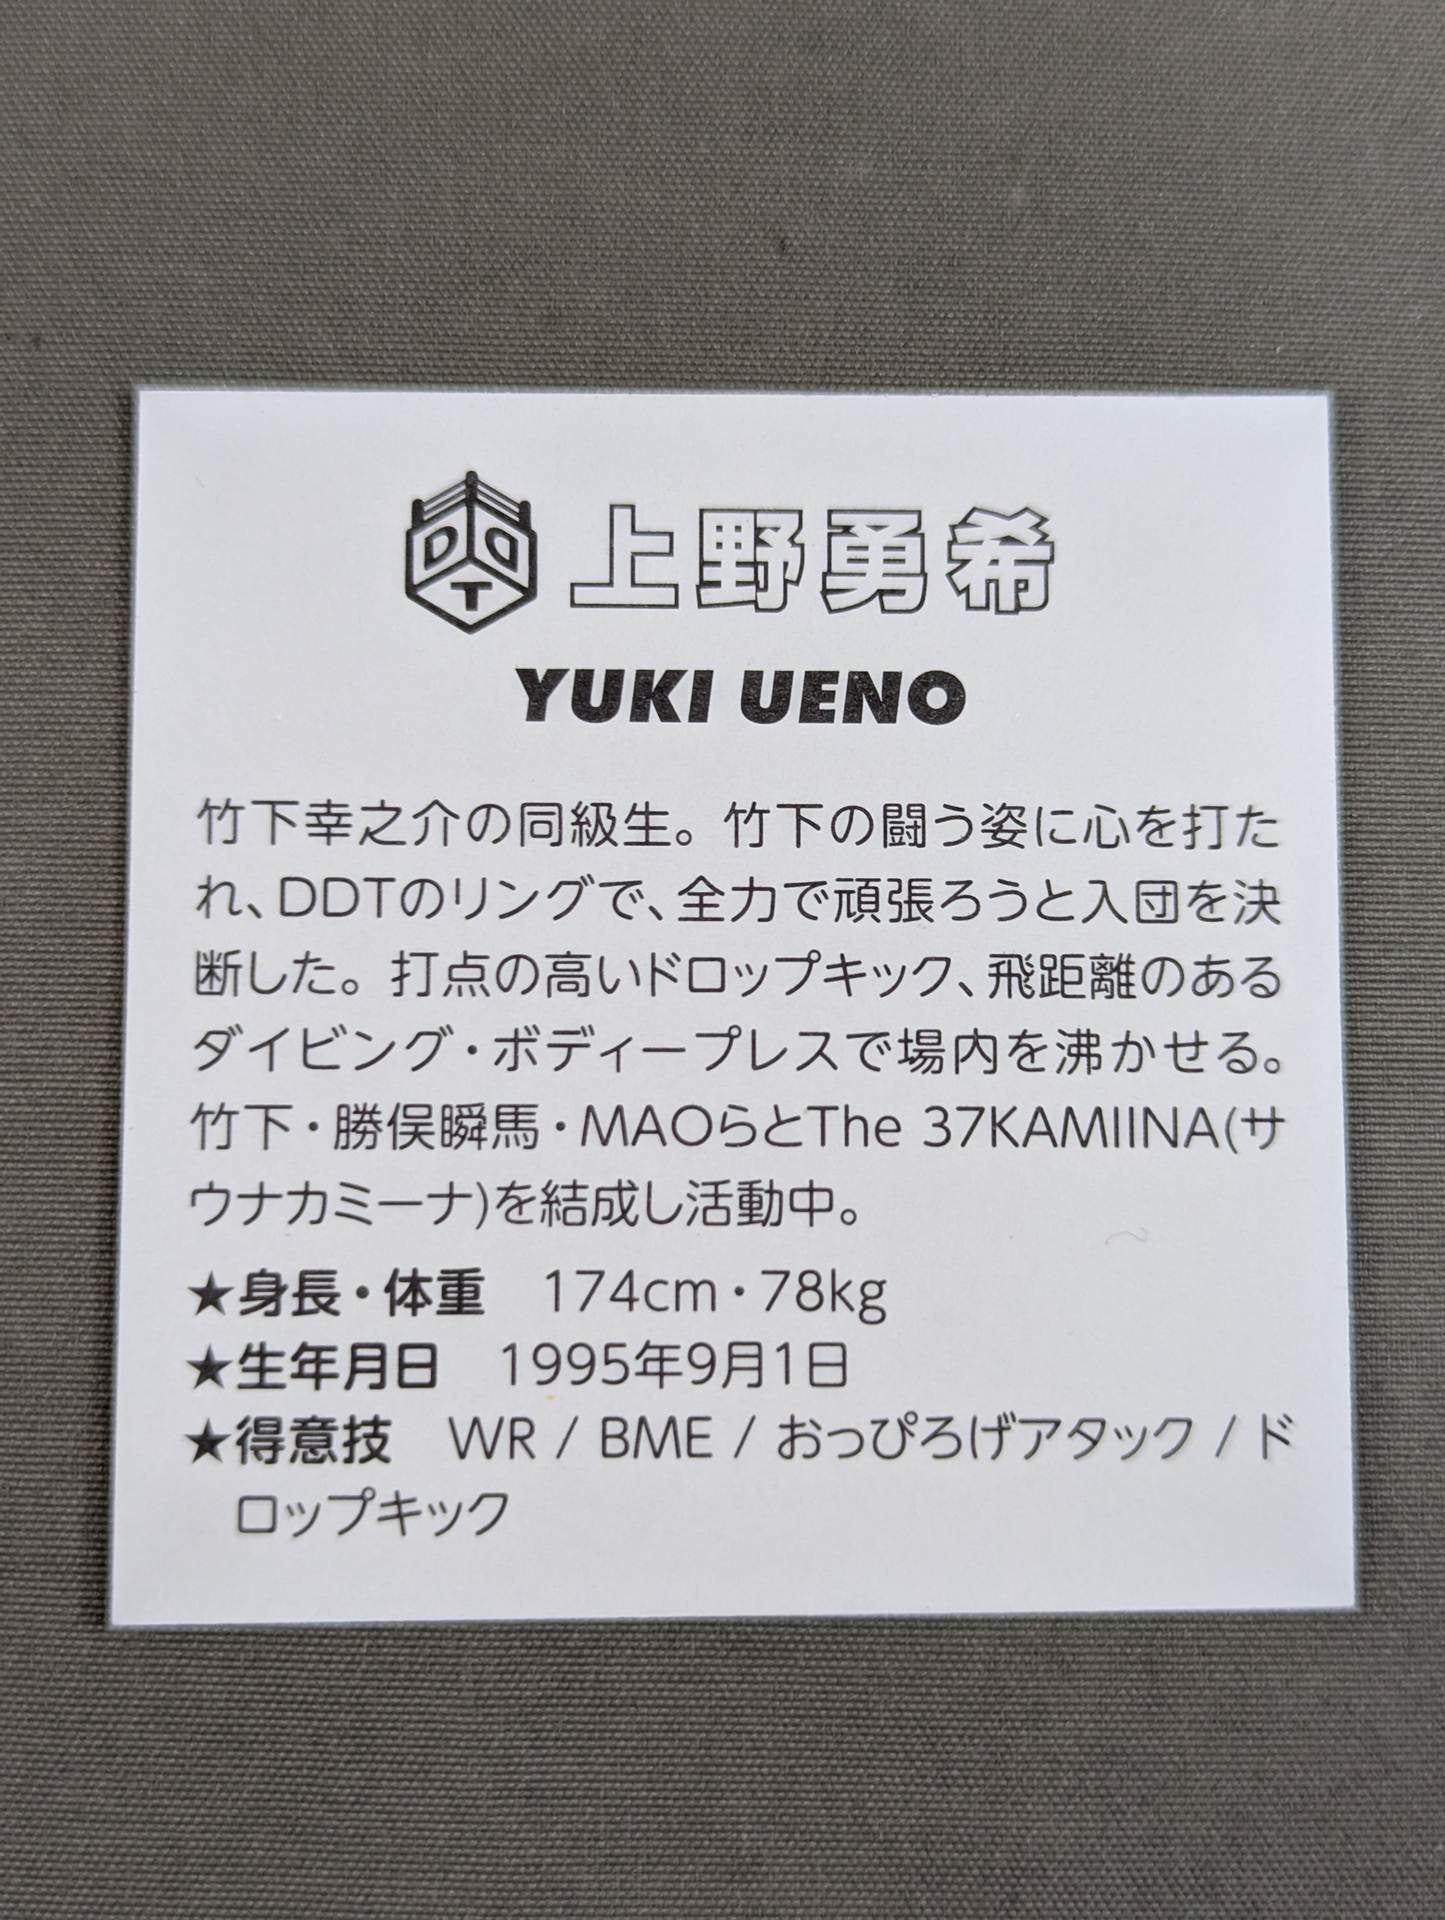 DDT
上野勇希
YUKI UENO
竹下幸之介の同級生。竹下の闘う姿に心を打た
れ、DDTのリングで、全力で頑張ろうと入団を決
断した。打点の高いドロップキック、飛距離のある
ダイビング・ボディープレスで場内を沸かせる。
竹下・勝俣瞬馬・MAOらとThe 37KAMIINA(サ
ウナカミーナ)を結成し活動中。
★身長・体重　174cm・78kg
★生年月日　1995年9月1日
★得意技　WR / BME / おっぴろげアタック / ド
ロップキック